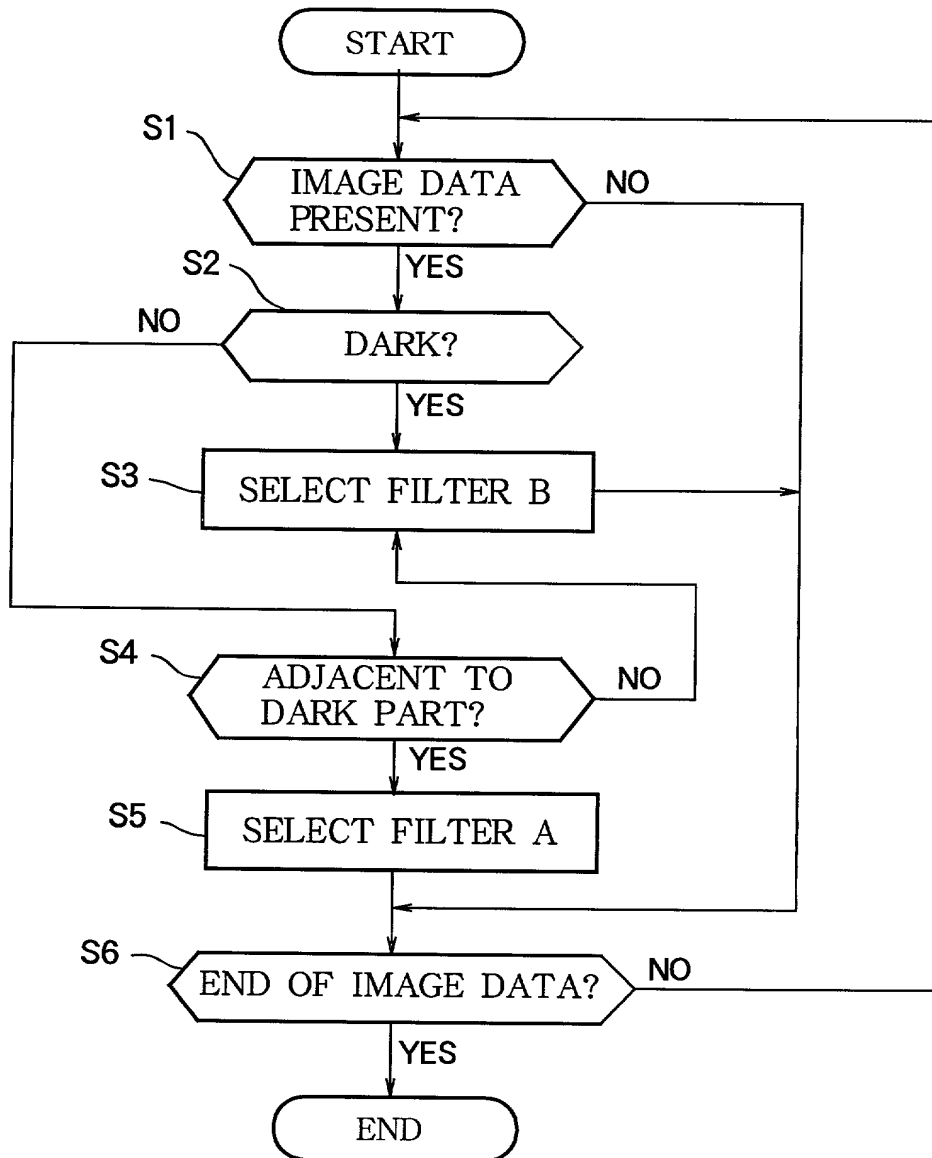 START
S1
IMAGE DATA
PRESENT?
NO
YES
S2
NO
DARK?
YES
S3
SELECT FILTER B
S4
ADJACENT TO
DARK PART?
NO
YES
S5
SELECT FILTER A
S6
END OF IMAGE DATA?
NO
YES
END